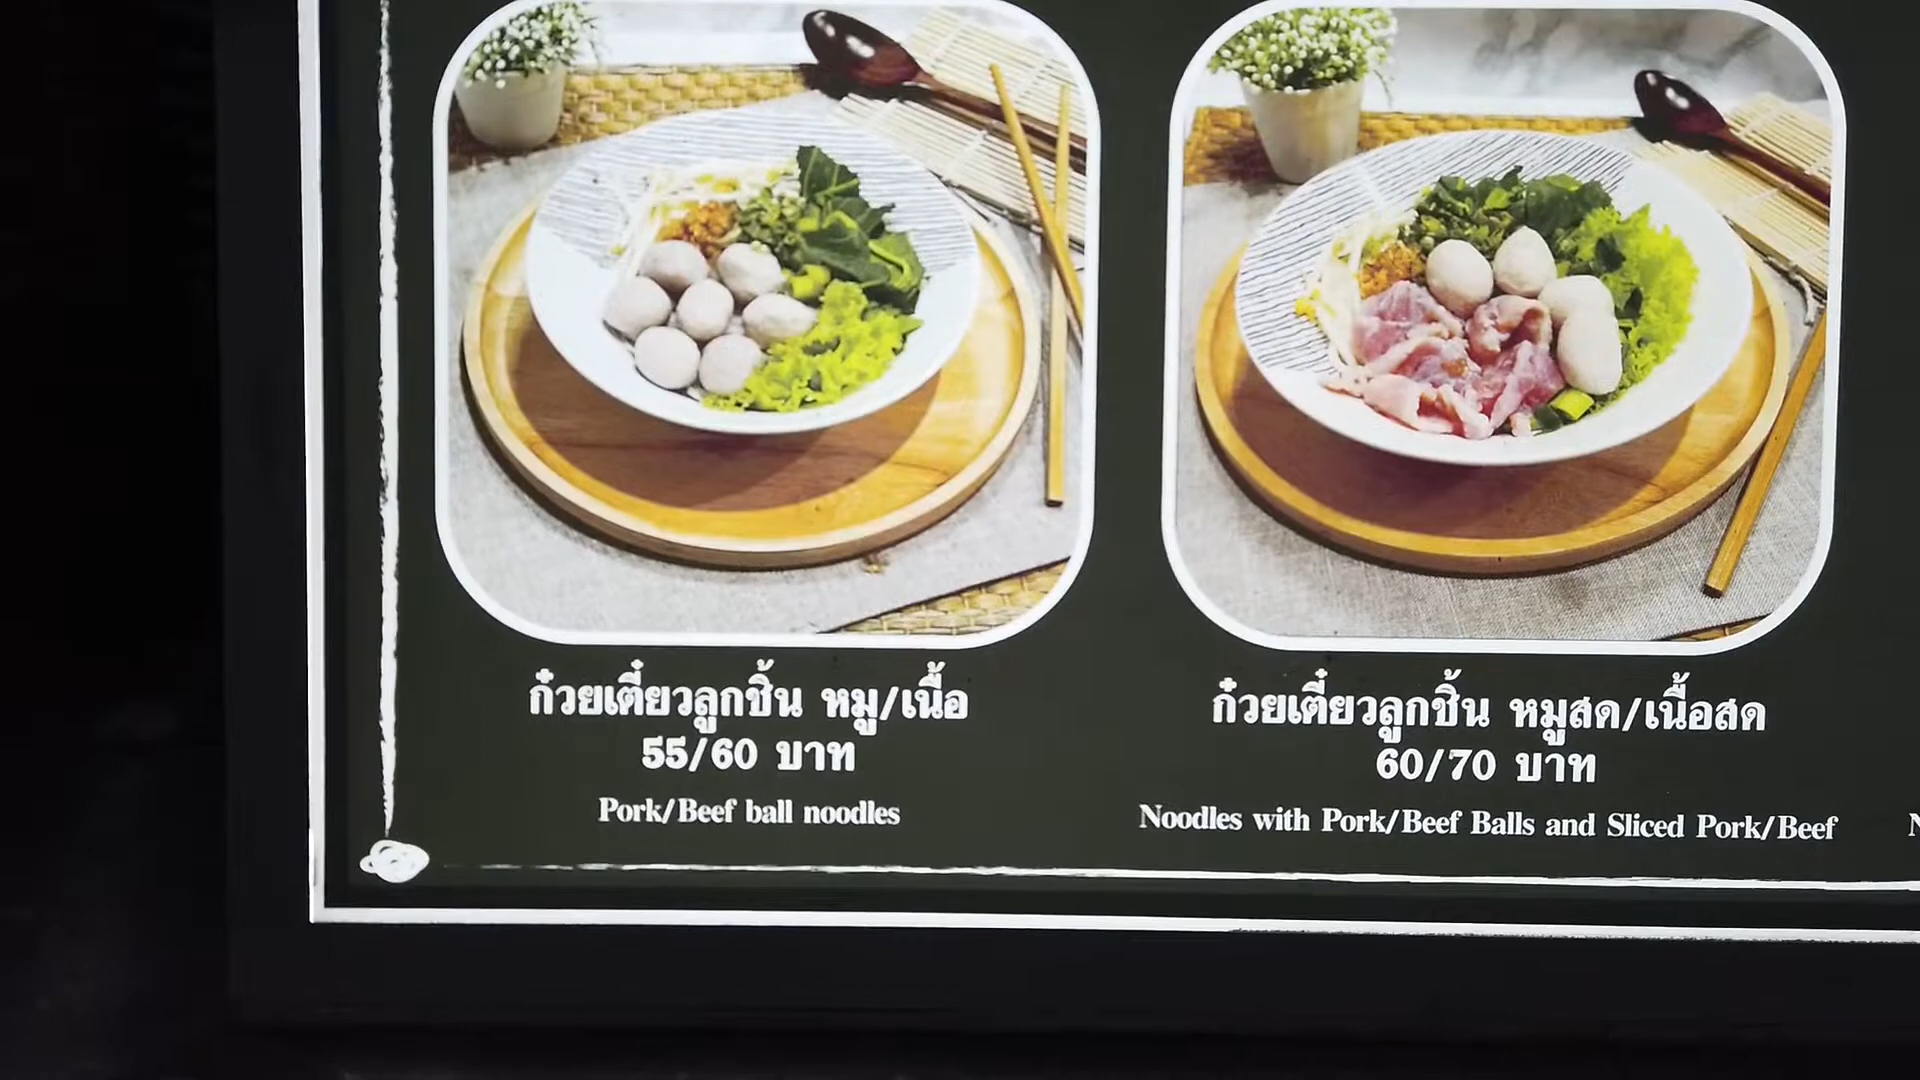 ก๋วยเตี๋ยวลูกชิ้น หมู/เนื้อ
55/60 บาท
Pork/Beef ball noodles
ก๋วยเตี๋ยวลูกชิ้น หมูสด/เนื้อสด
60/70 บาท
Noodles with Pork/Beef Balls and Sliced Pork/Beef